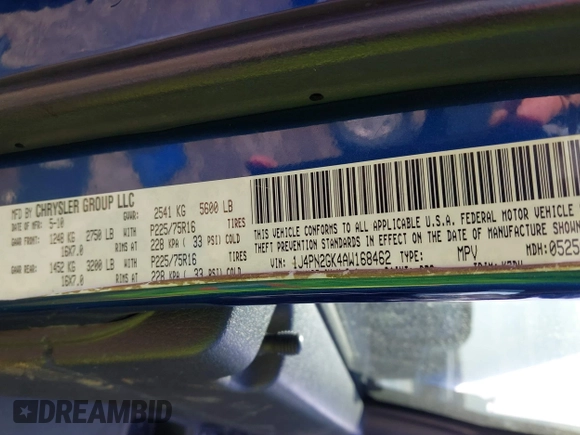 MFD BY CHRYSLER GROUP LLC
DATE OF MFR 5-10 GVWR: 2541 KG 5600 LB
GAWR FRONT 1248 KG 2750 LB P225/75R16 TIRES
16X7.0 RIMS AT 228 KPA ( 33 PSI) COLD
GAWR REAR: 1452 KG 3200 LB P225/75R16 TIRES
16X7.0 RIMS AT 228 KPA ( 33 PSI) COLD
THIS VEHICLE CONFORMS TO ALL APPLICABLE U.S.A. FEDERAL MOTOR VEHICLE
THEFT PREVENTION STANDARDS IN EFFECT ON THE DATE OF MANUFACTURE SHOWN
VIN: 1J4PN2GK4AW168462 TYPE: MPV MDH: 0525
DREAMBID